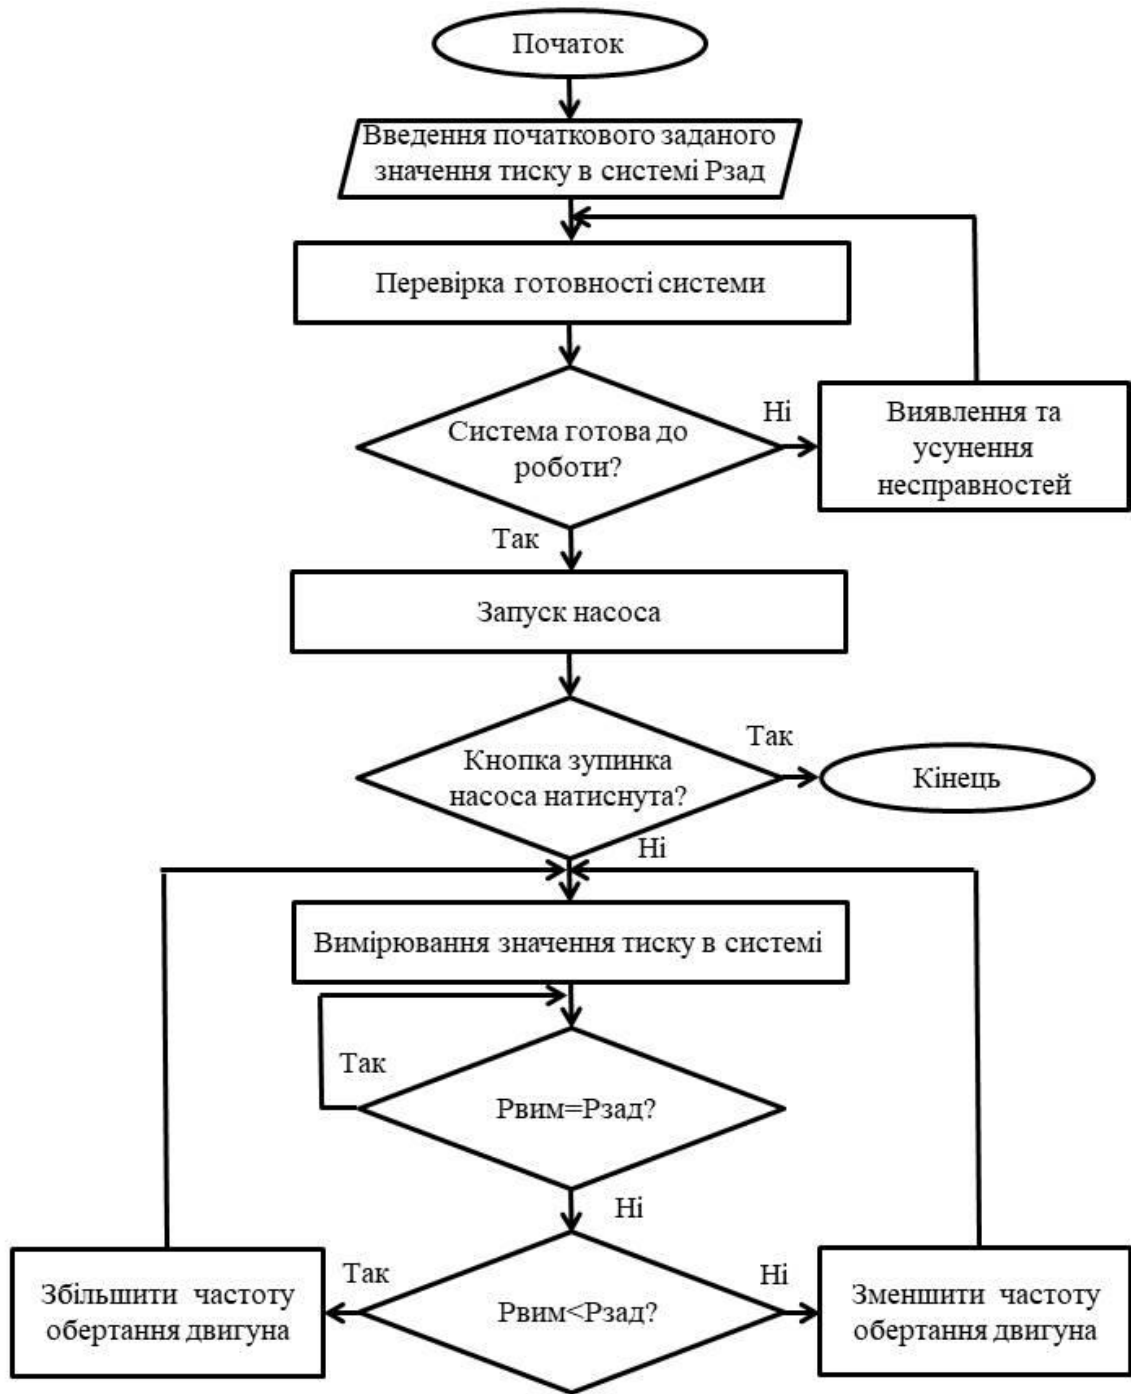 Початок
Введення початкового заданого
значення тиску в системі Рзад
Перевірка готовності системи
Система готова до
роботи?
Ні
Виявлення та
усунення
несправностей
Так
Запуск насоса
Кнопка зупинка
насоса натиснута?
Так
Кінець
Ні
Вимірювання значення тиску в системі
Так
Рвим=Рзад?
Ні
Збільшити частоту
обертання двигуна
Так
Рвим<Рзад?
Ні
Зменшити частоту
обертання двигуна